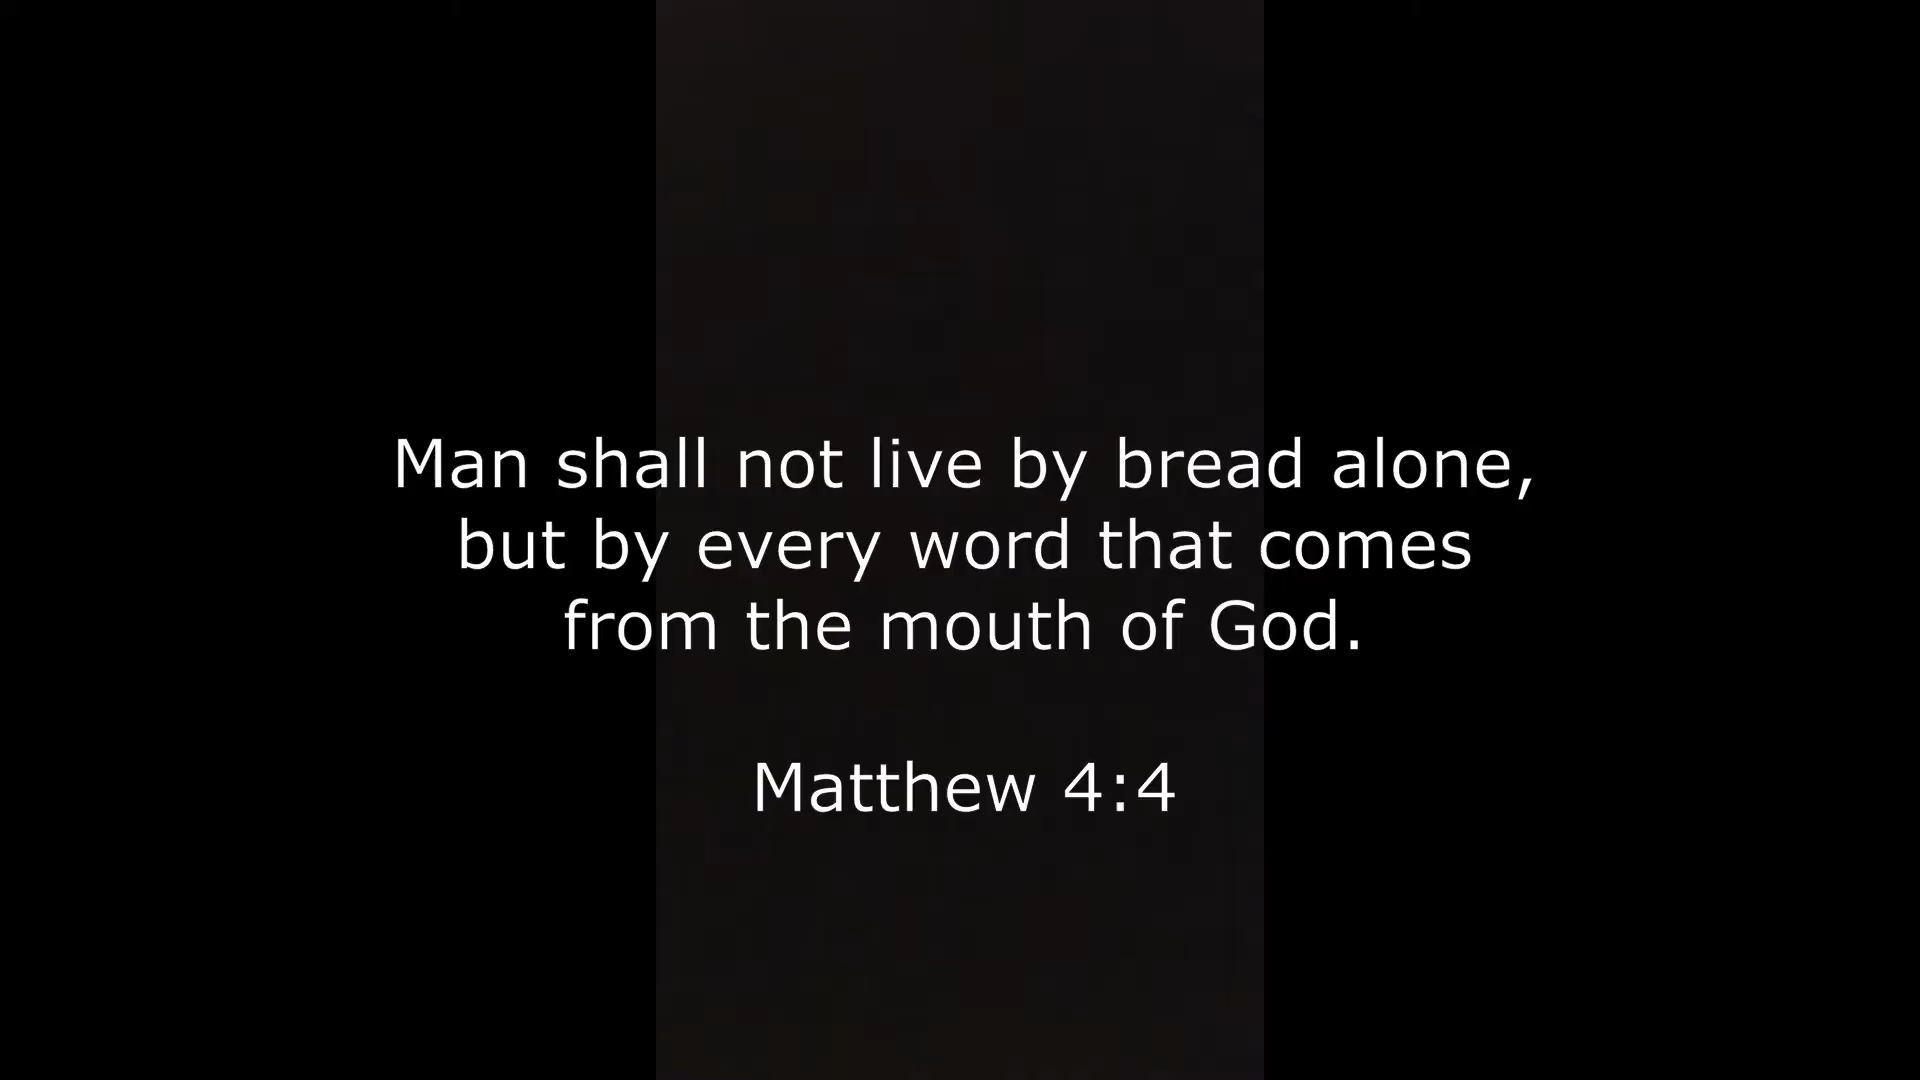 Man shall not live by bread alone,
but by every word that comes
from the mouth of God.
Matthew 4:4